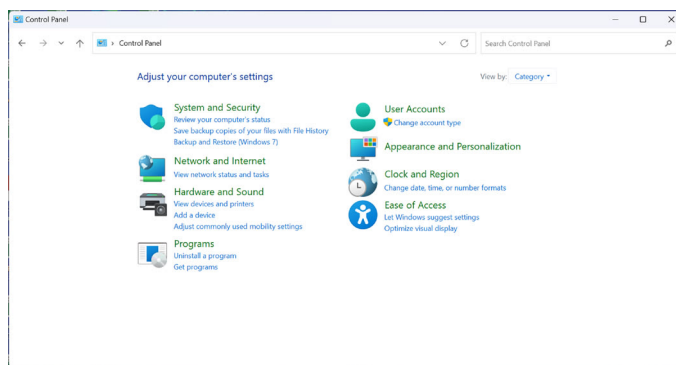 Control Panel
Control Panel
Search Control Panel
Adjust your computer's settings
View by: Category
System and Security
Review your computer's status
Save backup copies of your files with File History
Backup and Restore (Windows 7)
Network and Internet
View network status and tasks
Hardware and Sound
View devices and printers
Add a device
Adjust commonly used mobility settings
Programs
Uninstall a program
Get programs
User Accounts
Change account type
Appearance and Personalization
Clock and Region
Change date, time, or number formats
Ease of Access
Let Windows suggest settings
Optimize visual display